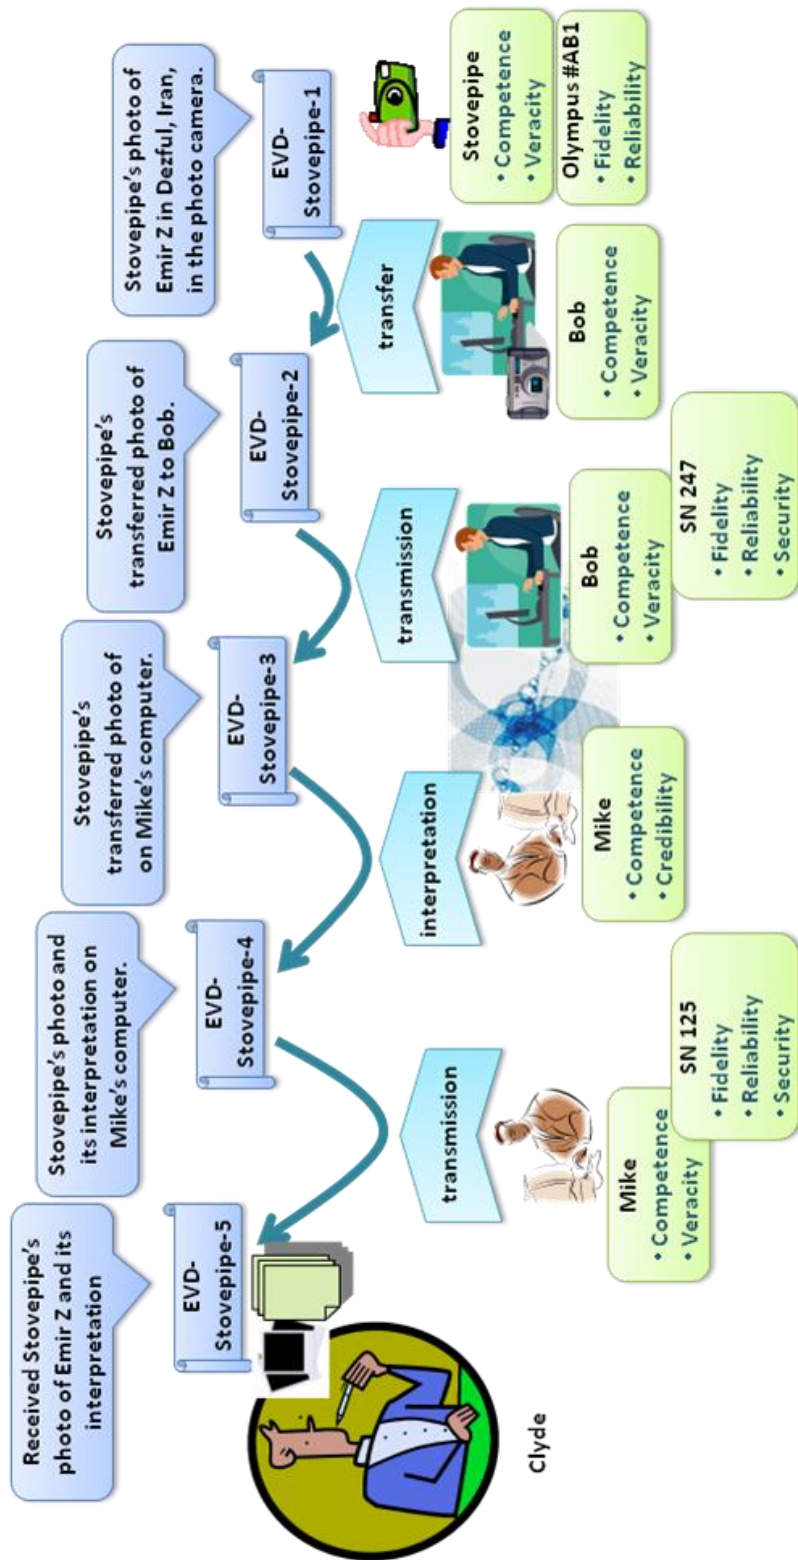 Received Stovepipe's
photo of Emir Z and its
interpretation
Stovepipe's photo and
its interpretation on
Mike's computer.
Stovepipe's
transferred photo of
on Mike's computer.
Stovepipe's
transferred photo of
Emir Z to Bob.
Stovepipe's photo of
Emir Z in Dezful, Iran,
in the photo camera.
EVD-
Stovepipe-5
EVD-
Stovepipe-4
EVD-
Stovepipe-3
EVD-
Stovepipe-2
EVD-
Stovepipe-1
transmission
interpretation
transmission
transfer
Clyde
Mike
• Competence
• Veracity
SN 125
• Fidelity
• Reliability
• Security
Mike
• Competence
• Credibility
Bob
• Competence
• Veracity
SN 247
• Fidelity
• Reliability
• Security
Bob
• Competence
• Veracity
Stovepipe
• Competence
• Veracity
Olympus #AB1
• Fidelity
• Reliability